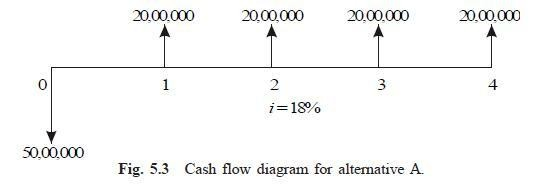 20,00,000 20,00,000 20,00,000 20,00,000
0 1 2 3 4
i=18%
50,00,000
Fig. 5.3 Cash flow diagram for alternative A.